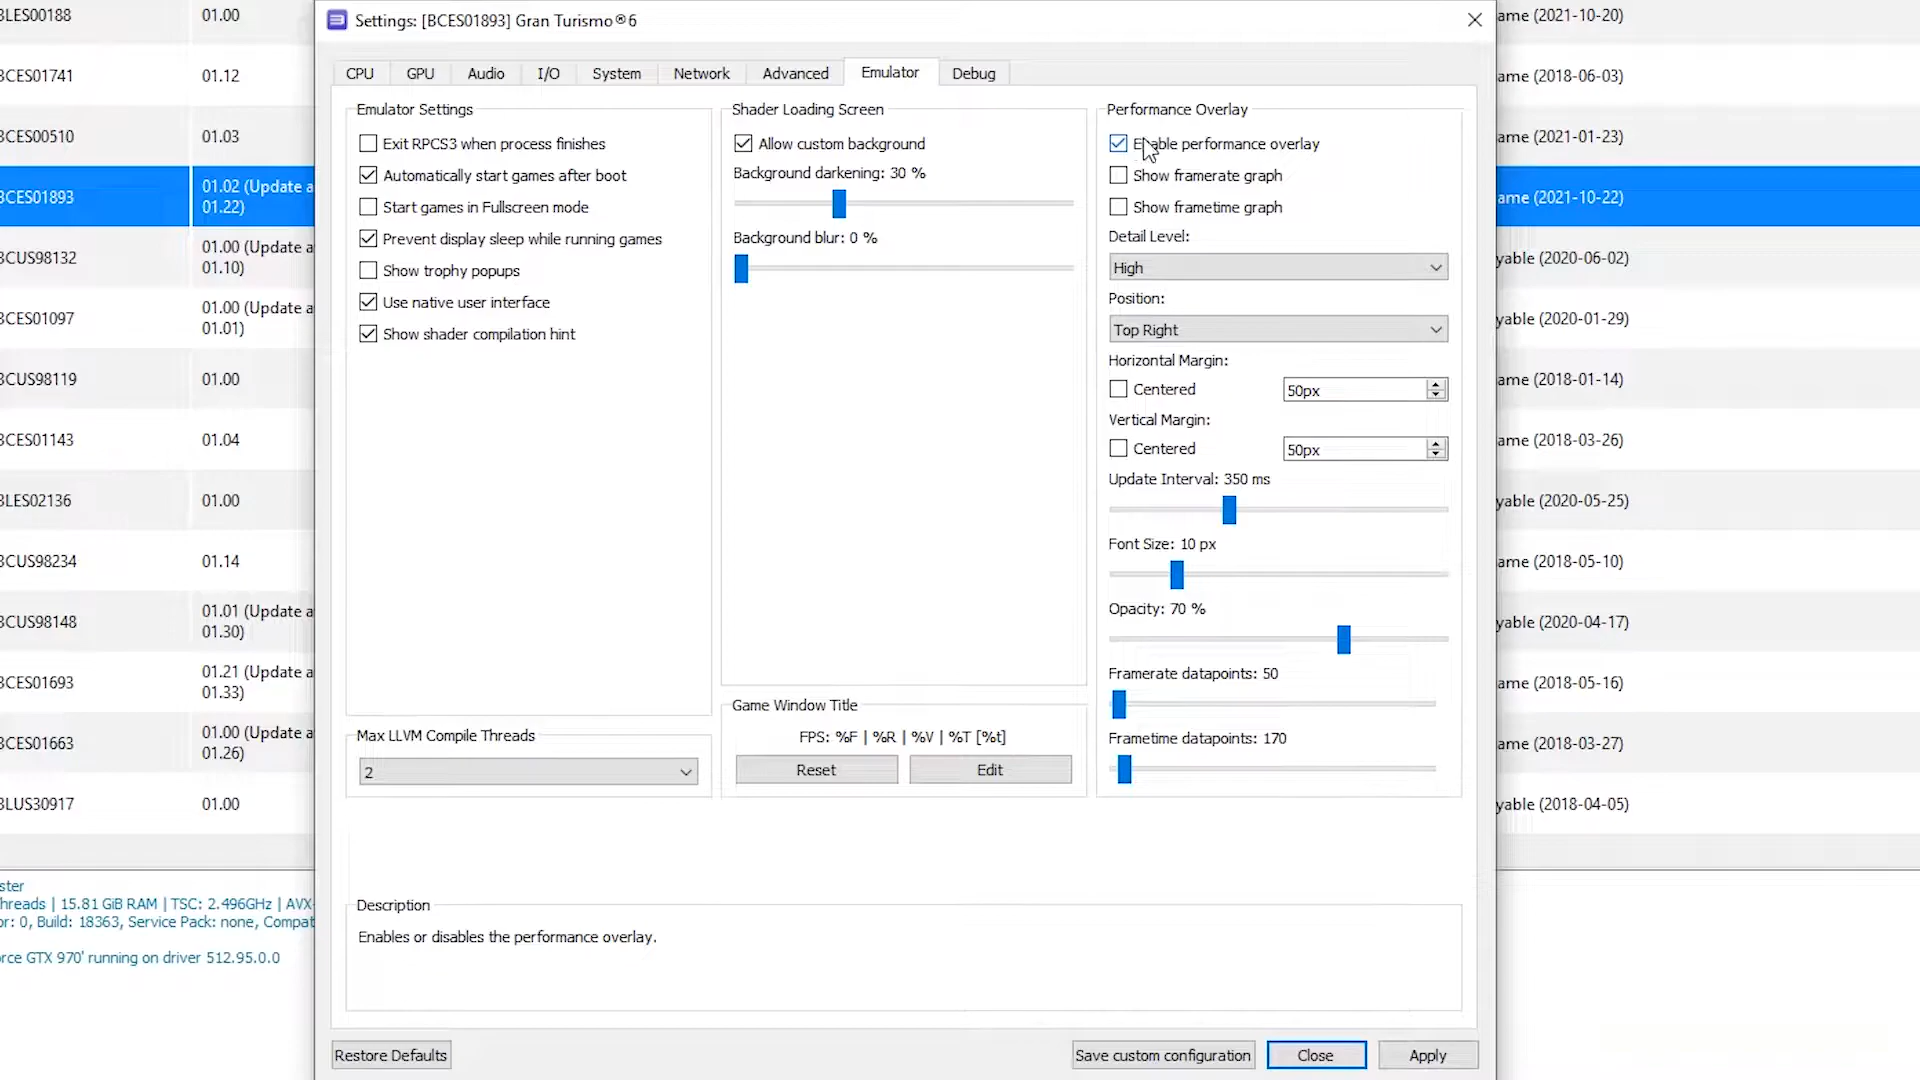 Settings: [BCES01893] Gran Turismo®6
CPU GPU Audio I/O System Network Advanced Emulator Debug
Emulator Settings
Exit RPCS3 when process finishes
Automatically start games after boot
Start games in Fullscreen mode
Prevent display sleep while running games
Show trophy popups
Use native user interface
Show shader compilation hint
Max LLVM Compile Threads
2
Shader Loading Screen
Allow custom background
Background darkening: 30 %
Background blur: 0 %
Game Window Title
FPS: %F | %R | %V | %T [%t]
Reset Edit
Performance Overlay
Enable performance overlay
Show framerate graph
Show frametime graph
Detail Level:
High
Position:
Top Right
Horizontal Margin:
Centered 50px
Vertical Margin:
Centered 50px
Update Interval: 350 ms
Font Size: 10 px
Opacity: 70 %
Framerate datapoints: 50
Frametime datapoints: 170
Description
Enables or disables the performance overlay.
Restore Defaults Save custom configuration Close Apply
BLES00188 01.00 ame (2021-10-20)
BCES01741 01.12 ame (2018-06-03)
BCES00510 01.03 ame (2021-01-23)
BCES01893 01.02 (Update a
01.22) ame (2021-10-22)
BCUS98132 01.00 (Update a
01.10) yable (2020-06-02)
BCES01097 01.00 (Update a
01.01) yable (2020-01-29)
BCUS98119 01.00 ame (2018-01-14)
BCES01143 01.04 ame (2018-03-26)
BLES02136 01.00 yable (2020-05-25)
BCUS98234 01.14 ame (2018-05-10)
BCUS98148 01.01 (Update a
01.30) yable (2020-04-17)
BCES01693 01.21 (Update a
01.33) ame (2018-05-16)
BCES01663 01.00 (Update a
01.26) ame (2018-03-27)
BLUS30917 01.00 yable (2018-04-05)
ster
hreads | 15.81 GiB RAM | TSC: 2.496GHz | AVX
or: 0, Build: 18363, Service Pack: none, Compat
rce GTX 970' running on driver 512.95.0.0